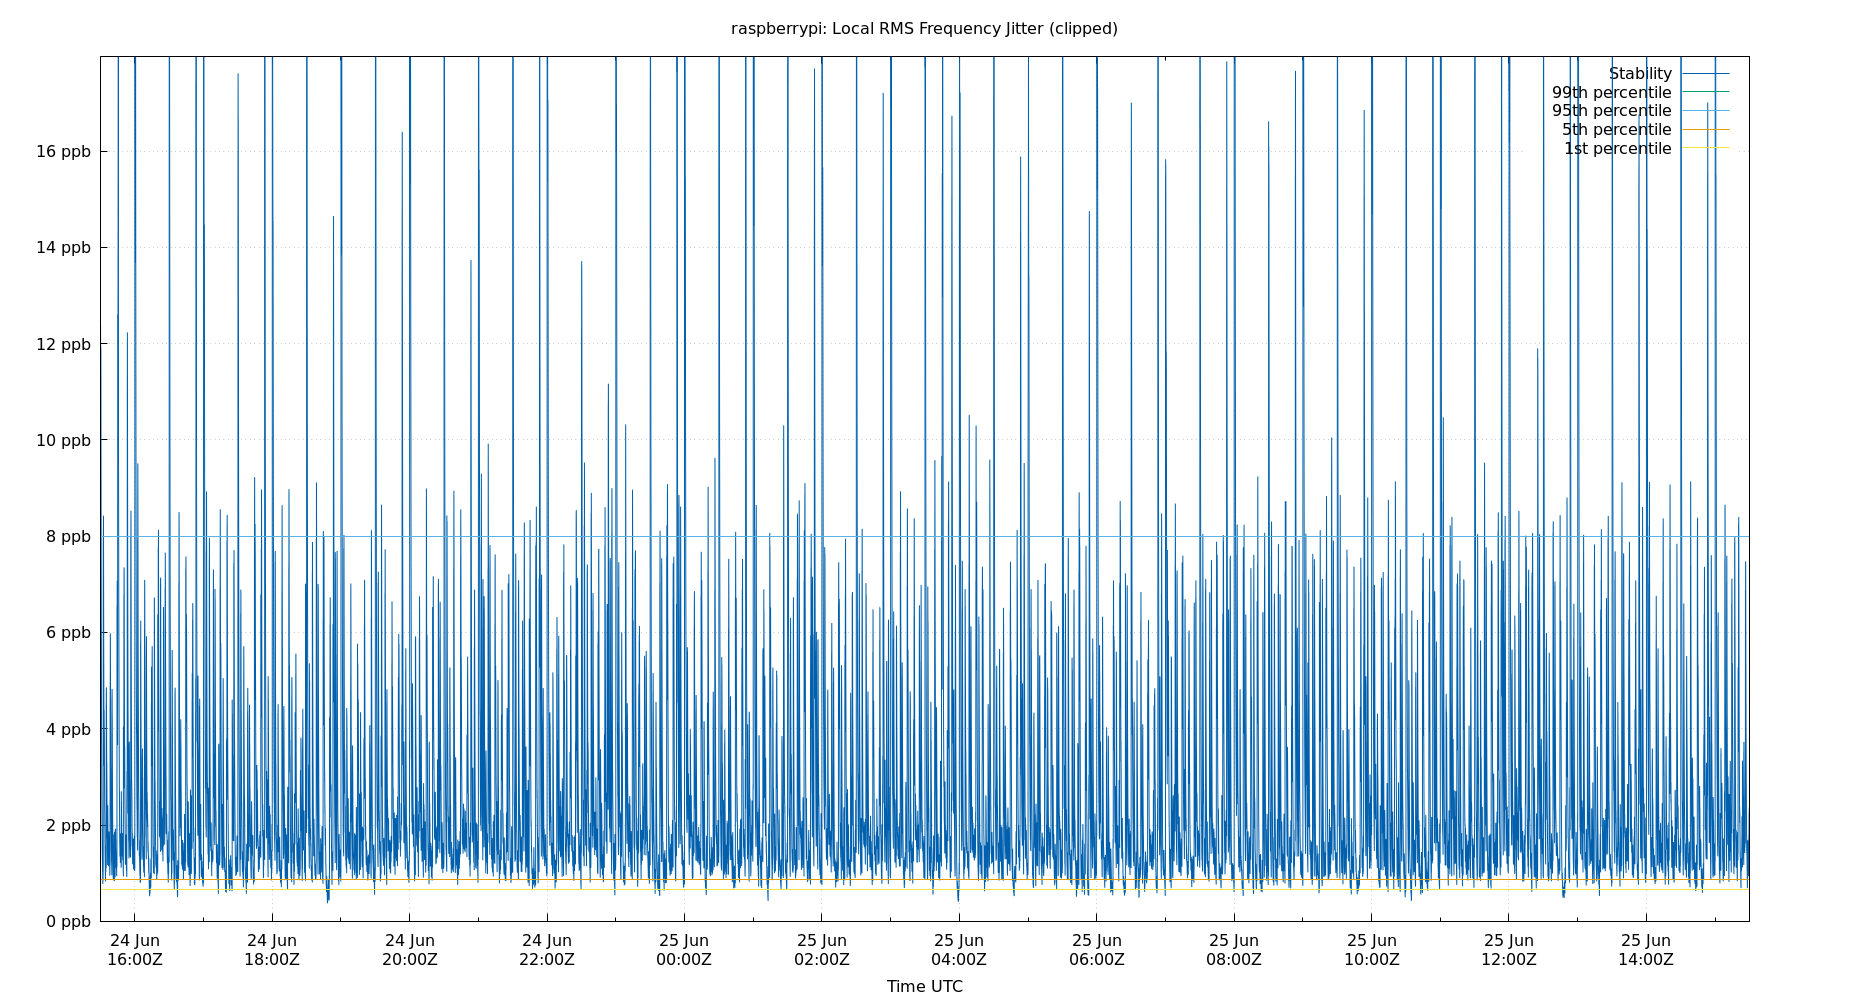 raspberrypi: Local RMS Frequency Jitter (clipped)
Stability
99th percentile
95th percentile
5th percentile
1st percentile
16 ppb
14 ppb
12 ppb
10 ppb
8 ppb
6 ppb
4 ppb
2 ppb
0 ppb
24 Jun 24 Jun 24 Jun 24 Jun 25 Jun 25 Jun 25 Jun 25 Jun 25 Jun 25 Jun 25 Jun 25 Jun
16:00Z 18:00Z 20:00Z 22:00Z 00:00Z 02:00Z 04:00Z 06:00Z 08:00Z 10:00Z 12:00Z 14:00Z
Time UTC